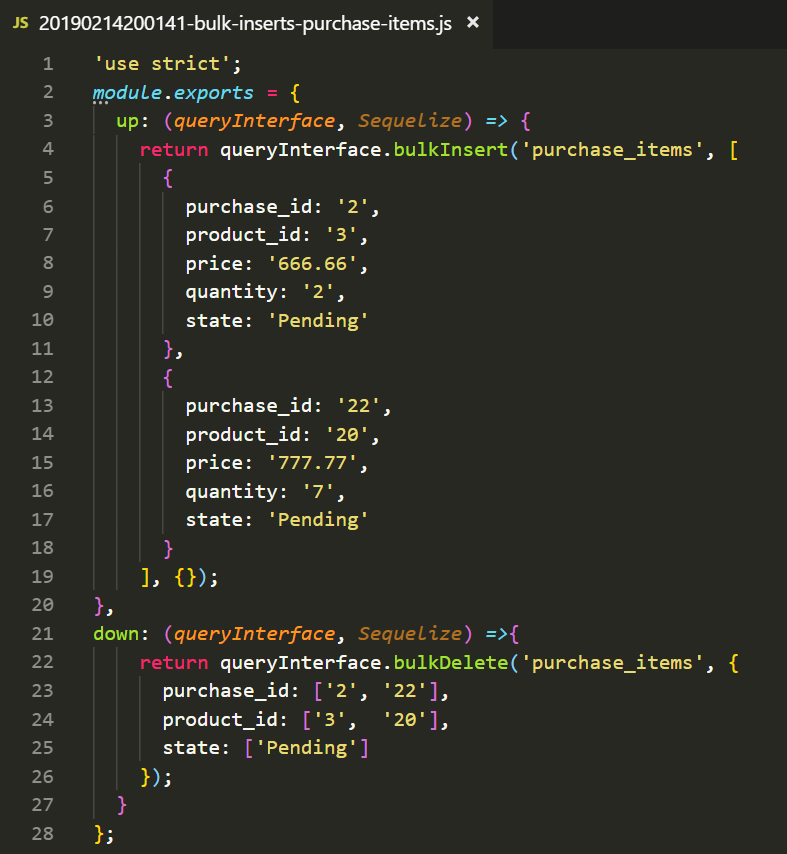 JS 20190214200141-bulk-inserts-purchase-items.js ×
1 'use strict';
2 module.exports = {
3   up: (queryInterface, Sequelize) => {
4     return queryInterface.bulkInsert('purchase_items', [
5       {
6         purchase_id: '2',
7         product_id: '3',
8         price: '666.66',
9         quantity: '2',
10         state: 'Pending'
11       },
12       {
13         purchase_id: '22',
14         product_id: '20',
15         price: '777.77',
16         quantity: '7',
17         state: 'Pending'
18       }
19     ], {});
20 },
21 down: (queryInterface, Sequelize) =>{
22     return queryInterface.bulkDelete('purchase_items', {
23       purchase_id: ['2', '22'],
24       product_id: ['3',  '20'],
25       state: ['Pending']
26     });
27   }
28 };